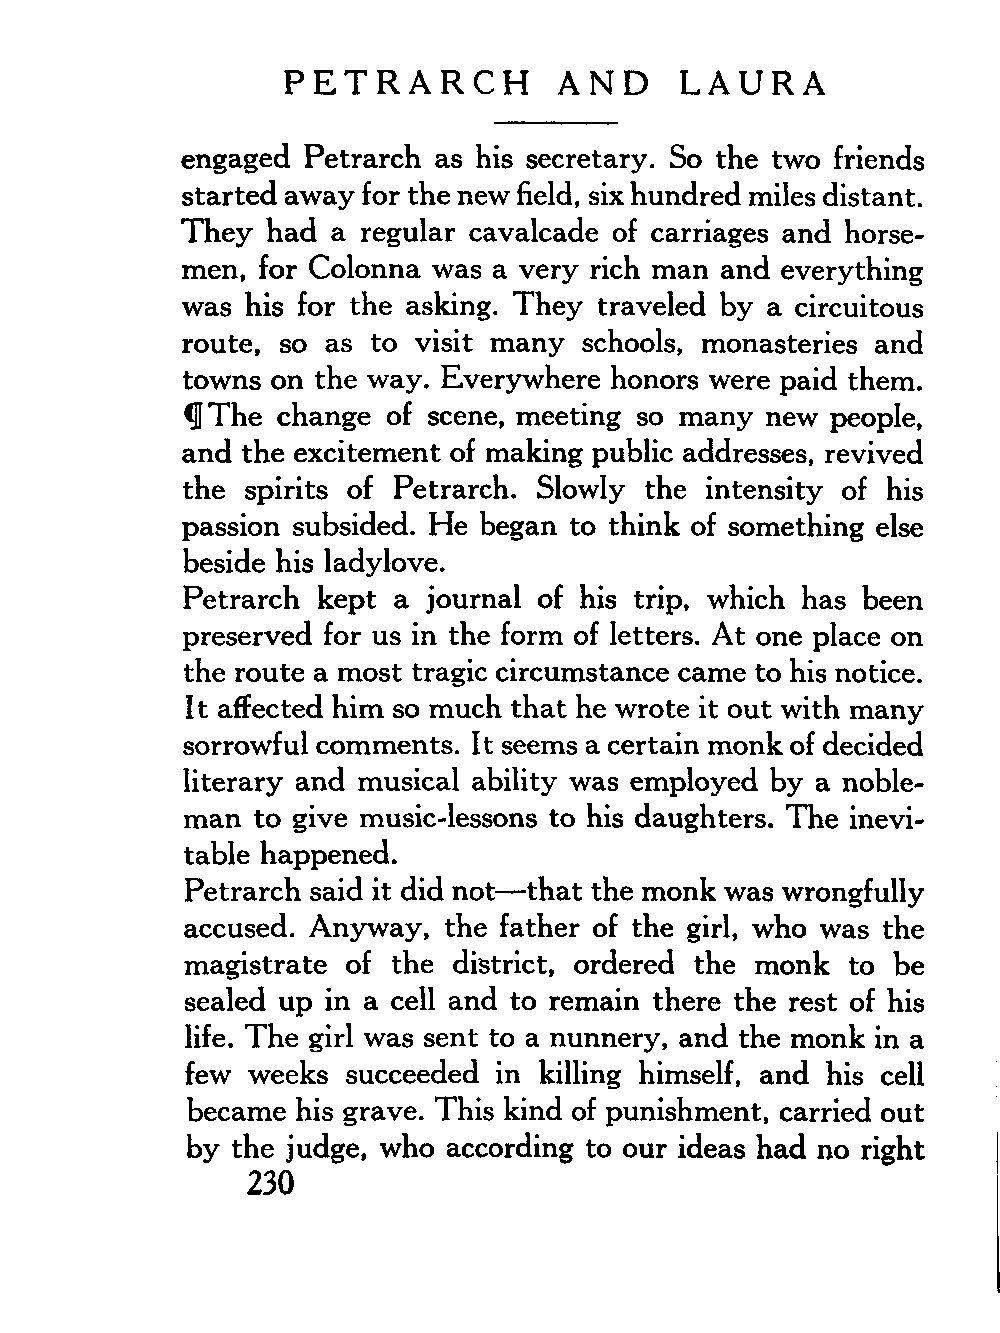 PETRARCH AND LAURA
engaged Petrarch as his secretary. So the two friends
started away for the new field, six hundred miles distant.
They had a regular cavalcade of carriages and horse-
men, for Colonna was a very rich man and everything
was his for the asking. They traveled by a circuitous
route, so as to visit many schools, monasteries and
towns on the way. Everywhere honors were paid them.
¶The change of scene, meeting so many new people,
and the excitement of making public addresses, revived
the spirits of Petrarch. Slowly the intensity of his
passion subsided. He began to think of something else
beside his ladylove.
Petrarch kept a journal of his trip, which has been
preserved for us in the form of letters. At one place on
the route a most tragic circumstance came to his notice.
It affected him so much that he wrote it out with many
sorrowful comments. It seems a certain monk of decided
literary and musical ability was employed by a noble-
man to give music-lessons to his daughters. The inevi-
table happened.
Petrarch said it did not—that the monk was wrongfully
accused. Anyway, the father of the girl, who was the
magistrate of the district, ordered the monk to be
sealed up in a cell and to remain there the rest of his
life. The girl was sent to a nunnery, and the monk in a
few weeks succeeded in killing himself, and his cell
became his grave. This kind of punishment, carried out
by the judge, who according to our ideas had no right
230